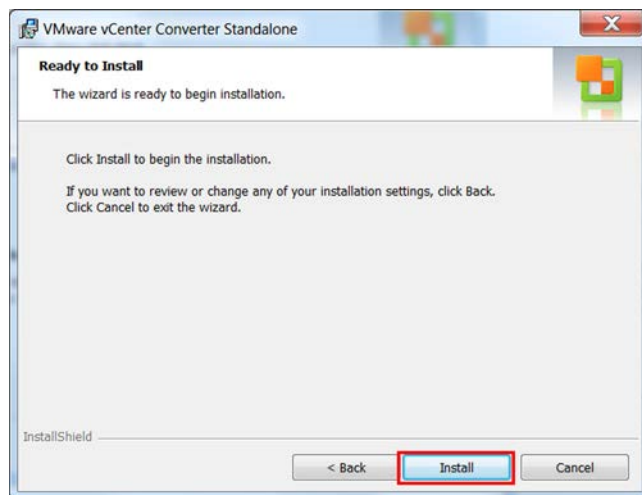 VMware vCenter Converter Standalone
Ready to Install
The wizard is ready to begin installation.
Click Install to begin the installation.
If you want to review or change any of your installation settings, click Back.
Click Cancel to exit the wizard.
InstallShield
< Back Install Cancel